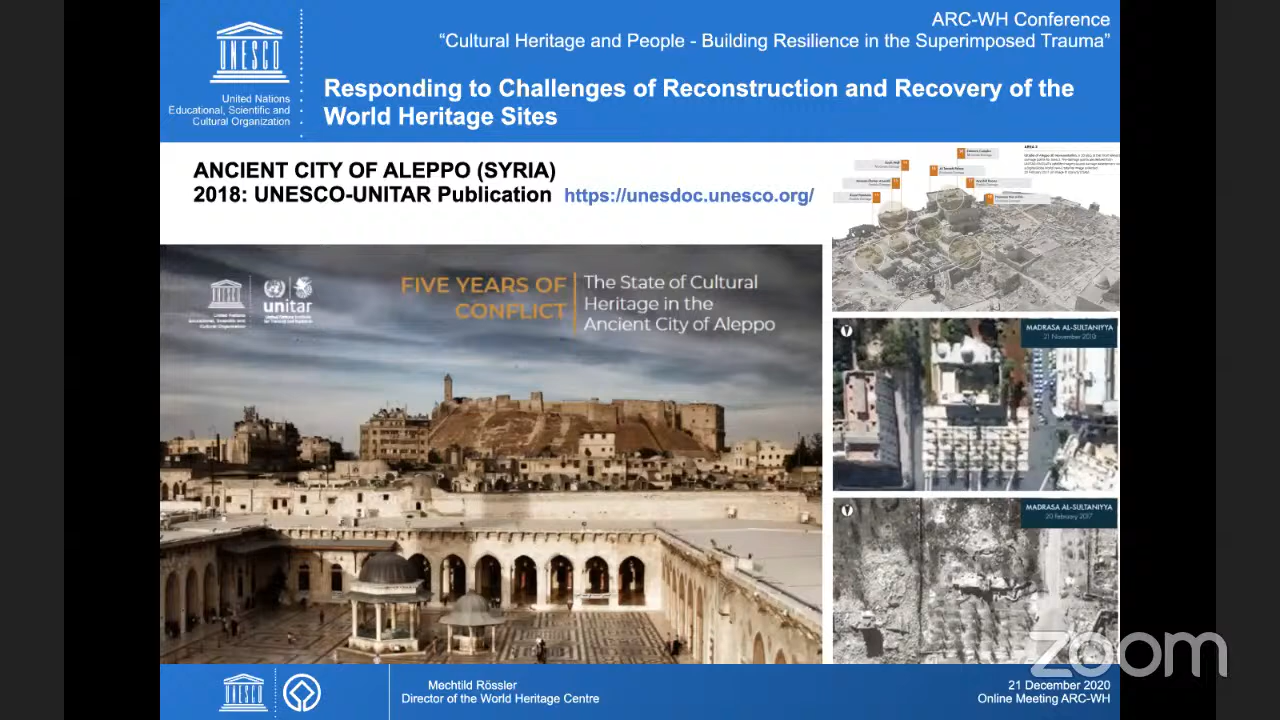 UNESCO
United Nations
Educational, Scientific and
Cultural Organization
ARC-WH Conference
“Cultural Heritage and People - Building Resilience in the Superimposed Trauma”
Responding to Challenges of Reconstruction and Recovery of the
World Heritage Sites
ANCIENT CITY OF ALEPPO (SYRIA)
2018: UNESCO-UNITAR Publication https://unesdoc.unesco.org/
unitar
FIVE YEARS OF
CONFLICT
The State of Cultural
Heritage in the
Ancient City of Aleppo
MADRASA AL-SULTANIYYA
MADRASA AL-SULTANIYYA
20 February 2017
UNESCO
Mechtild Rössler
Director of the World Heritage Centre
21 December 2020
Online Meeting ARC-WH
zoom